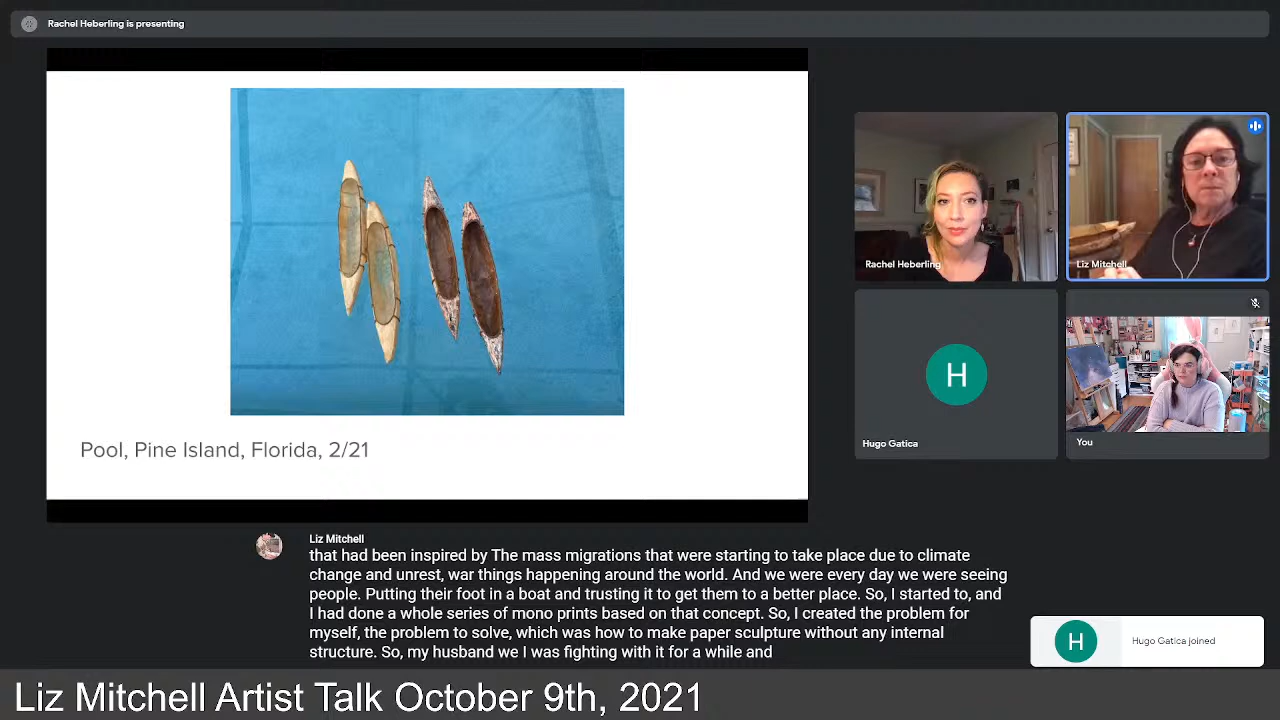 Rachel Heberling is presenting
Pool, Pine Island, Florida, 2/21
Rachel Heberling
Liz Mitchell
H
Hugo Gatica
You
Liz Mitchell
that had been inspired by The mass migrations that were starting to take place due to climate
change and unrest, war things happening around the world. And we were every day we were seeing
people. Putting their foot in a boat and trusting it to get them to a better place. So, I started to, and
I had done a whole series of mono prints based on that concept. So, I created the problem for
myself, the problem to solve, which was how to make paper sculpture without any internal
structure. So, my husband we I was fighting with it for a while and
H
Hugo Gatica joined
Liz Mitchell Artist Talk October 9th, 2021